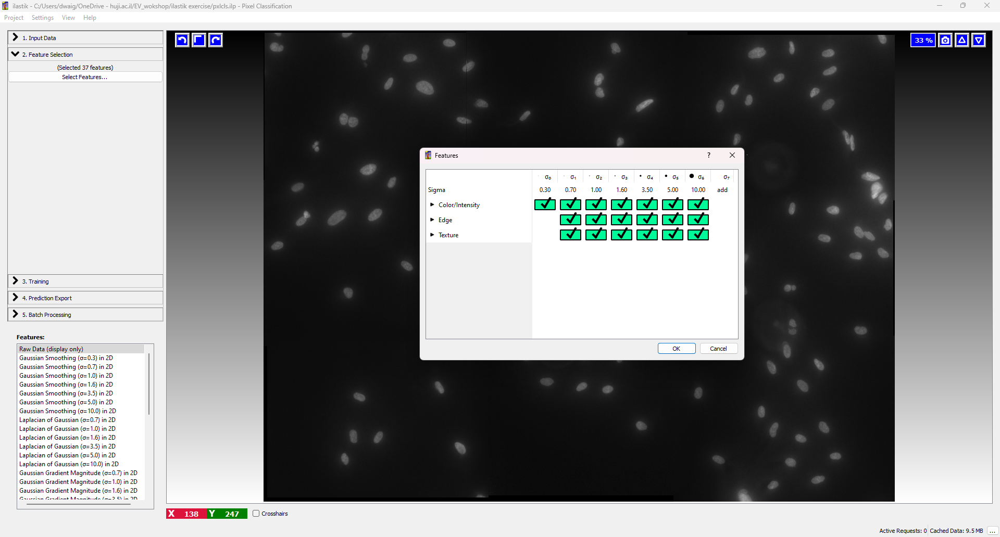 ilastik - C:/Users/dwaig/OneDrive - huji.ac.il/EV_wokshop/ilastik exercise/pxlcls.ilp - Pixel Classification
Project Settings View Help
1. Input Data
2. Feature Selection
(Selected 37 features)
Select Features...
3. Training
4. Prediction Export
5. Batch Processing
Features:
Raw Data (display only)
Gaussian Smoothing (σ=0.3) in 2D
Gaussian Smoothing (σ=0.7) in 2D
Gaussian Smoothing (σ=1.0) in 2D
Gaussian Smoothing (σ=1.6) in 2D
Gaussian Smoothing (σ=3.5) in 2D
Gaussian Smoothing (σ=5.0) in 2D
Gaussian Smoothing (σ=10.0) in 2D
Laplacian of Gaussian (σ=0.7) in 2D
Laplacian of Gaussian (σ=1.0) in 2D
Laplacian of Gaussian (σ=1.6) in 2D
Laplacian of Gaussian (σ=3.5) in 2D
Laplacian of Gaussian (σ=5.0) in 2D
Laplacian of Gaussian (σ=10.0) in 2D
Gaussian Gradient Magnitude (σ=0.7) in 2D
Gaussian Gradient Magnitude (σ=1.0) in 2D
Gaussian Gradient Magnitude (σ=1.6) in 2D
Gaussian Gradient Magnitude (σ=3.5) in 2D
33 %
Features
?
σ₀ σ₁ σ₂ σ₃ σ₄ σ₅ σ₆ σ₇
Sigma 0.30 0.70 1.00 1.60 3.50 5.00 10.00 add
Color/Intensity
Edge
Texture
OK Cancel
X 138 Y 247 Crosshairs
Active Requests: 0 Cached Data: 9.5 MB ...